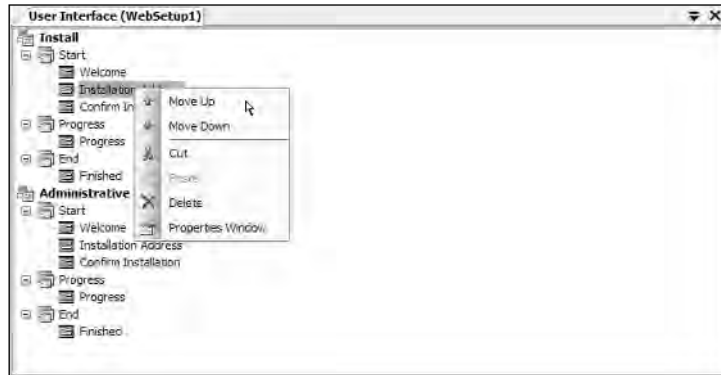 User Interface (WebSetup1)
Install
Start
Welcome
Installation
Confirm In
Progress
Progress
End
Finished
Move Up
Move Down
Cut
Paste
Delete
Properties Window
Administrative
Start
Welcome
Installation Address
Confirm Installation
Progress
Progress
End
Finished